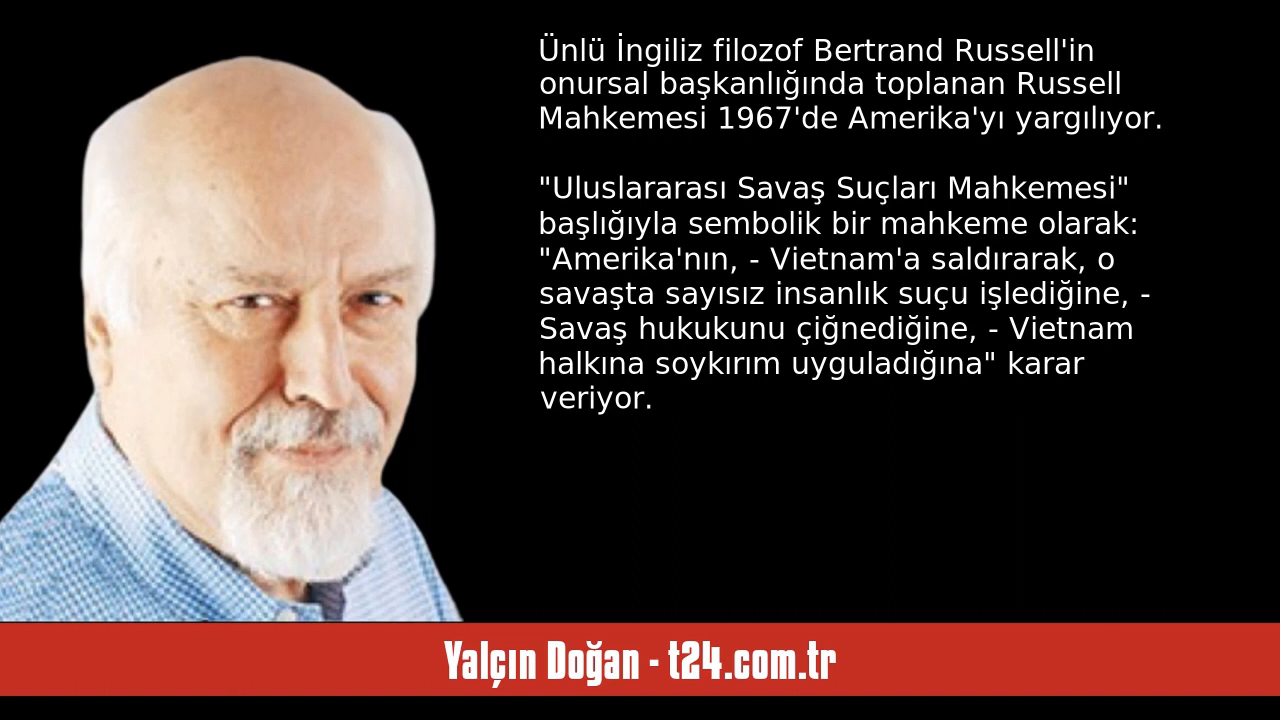 Ünlü İngiliz filozof Bertrand Russell'in
onursal başkanlığında toplanan Russell
Mahkemesi 1967'de Amerika'yı yargılıyor.
"Uluslararası Savaş Suçları Mahkemesi"
başlığıyla sembolik bir mahkeme olarak:
"Amerika'nın, - Vietnam'a saldırarak, o
savaşta sayısız insanlık suçu işlediğine, -
Savaş hukukunu çiğnediğine, - Vietnam
halkına soykırım uyguladığına" karar
veriyor.
Yalçın Doğan - t24.com.tr